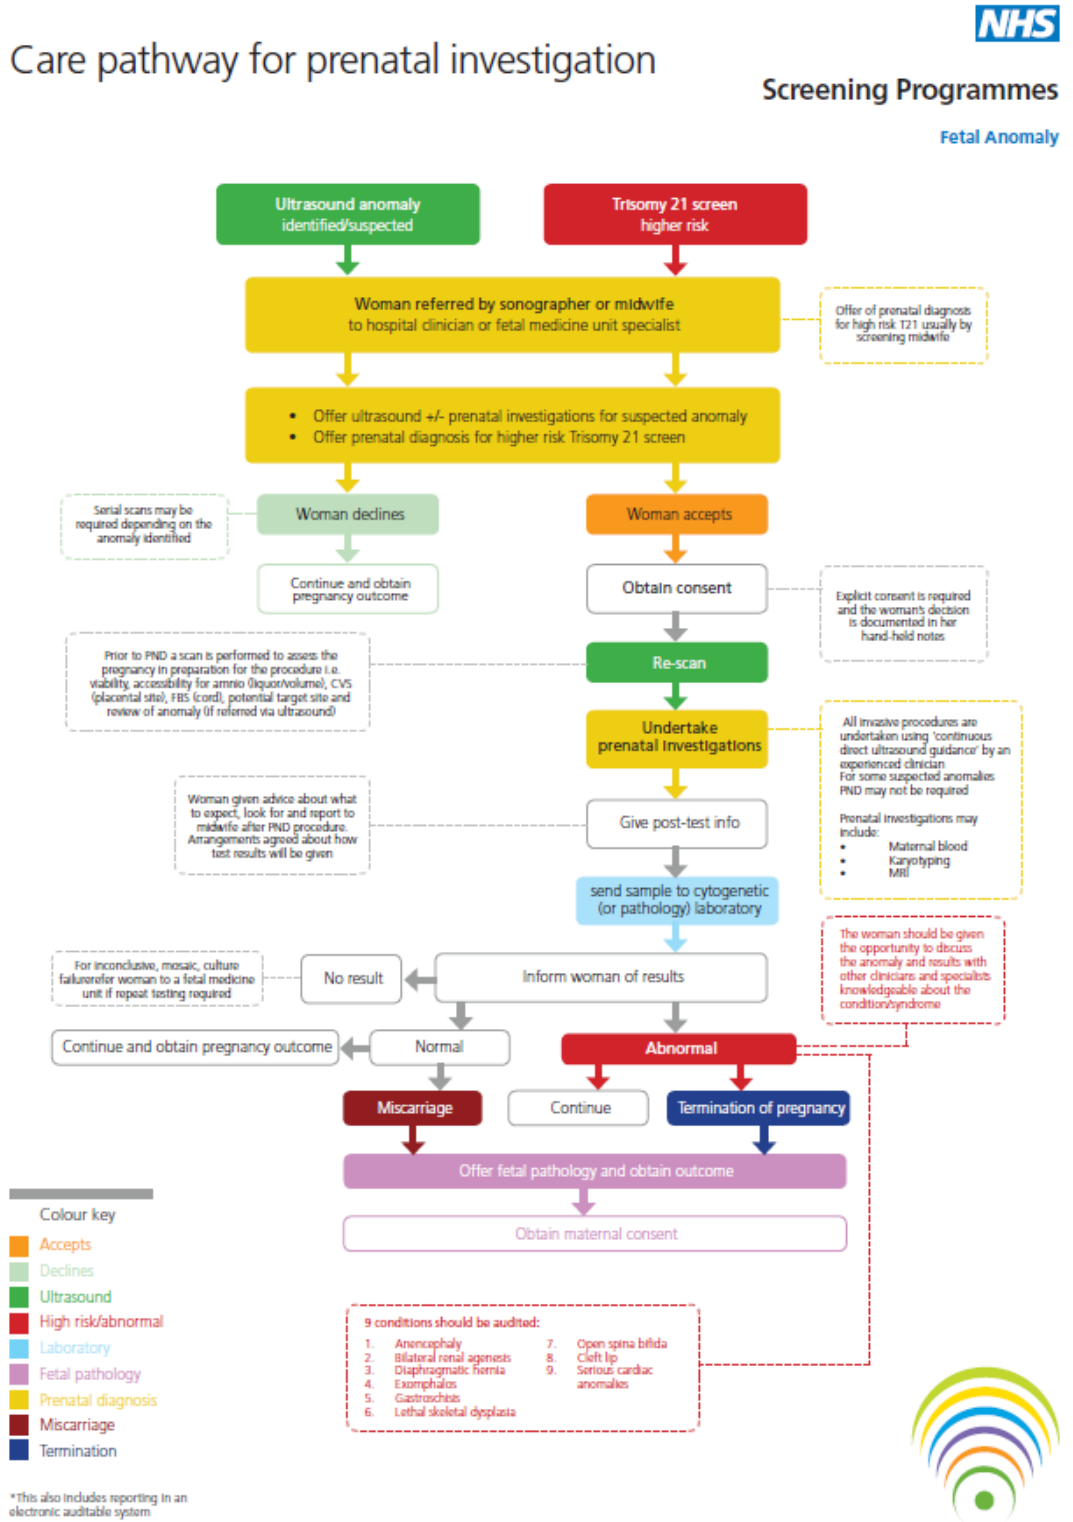 NHS
Care pathway for prenatal investigation
Screening Programmes
Fetal Anomaly
Ultrasound anomaly
identified/suspected
Trisomy 21 screen
higher risk
Woman referred by sonographer or midwife
to hospital clinician or fetal medicine unit specialist
Offer of prenatal diagnosis
for high risk T21 usually by
screening midwife
• Offer ultrasound +/- prenatal investigations for suspected anomaly
• Offer prenatal diagnosis for higher risk Trisomy 21 screen
Serial scans may be
required depending on the
anomaly identified
Woman declines
Woman accepts
Continue and obtain
pregnancy outcome
Obtain consent
Explicit consent is required
and the woman's decision
is documented in her
hand-held notes
Prior to PND a scan is performed to assess the
pregnancy in preparation for the procedure i.e.
viability, accessibility for amnio (liquor/volume), CVS
(placental site), FBS (cord), potential target site and
review of anomaly (if referred via ultrasound)
Re-scan
Undertake
prenatal investigations
All invasive procedures are
undertaken using 'continuous
direct ultrasound guidance' by an
experienced clinician
For some suspected anomalies
PND may not be required
Prenatal investigations may
include:
• Maternal blood
• Karyotyping
• MRI
Woman given advice about what
to expect, look for and report to
midwife after PND procedure.
Arrangements agreed about how
test results will be given
Give post-test info
send sample to cytogenetic
(or pathology) laboratory
The woman should be given
the opportunity to discuss
the anomaly and results with
other clinicians and specialists
knowledgeable about the
condition/syndrome
For inconclusive, mosaic, culture
failurerefer woman to a fetal medicine
unit if repeat testing required
No result
Inform woman of results
Continue and obtain pregnancy outcome
Normal
Abnormal
Miscarriage
Continue
Termination of pregnancy
Offer fetal pathology and obtain outcome
Obtain maternal consent
Colour key
Accepts
Declines
Ultrasound
High risk/abnormal
Laboratory
Fetal pathology
Prenatal diagnosis
Miscarriage
Termination
9 conditions should be audited:
1. Anencephaly
2. Bilateral renal agenesis
3. Diaphragmatic hernia
4. Exomphalos
5. Gastroschisis
6. Lethal skeletal dysplasia
7. Open spina bifida
8. Cleft lip
9. Serious cardiac
anomalies
*This also includes reporting in an
electronic auditable system